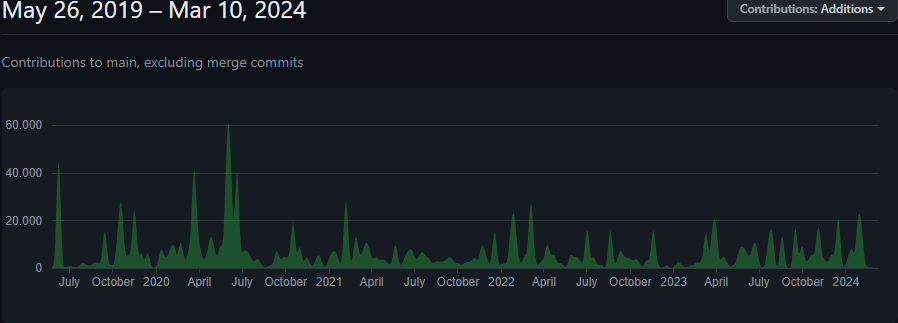 May 26, 2019 – Mar 10, 2024
Contributions: Additions
Contributions to main, excluding merge commits
60.000
40.000
20.000
0
July October 2020 April July October 2021 April July October 2022 April July October 2023 April July October 2024